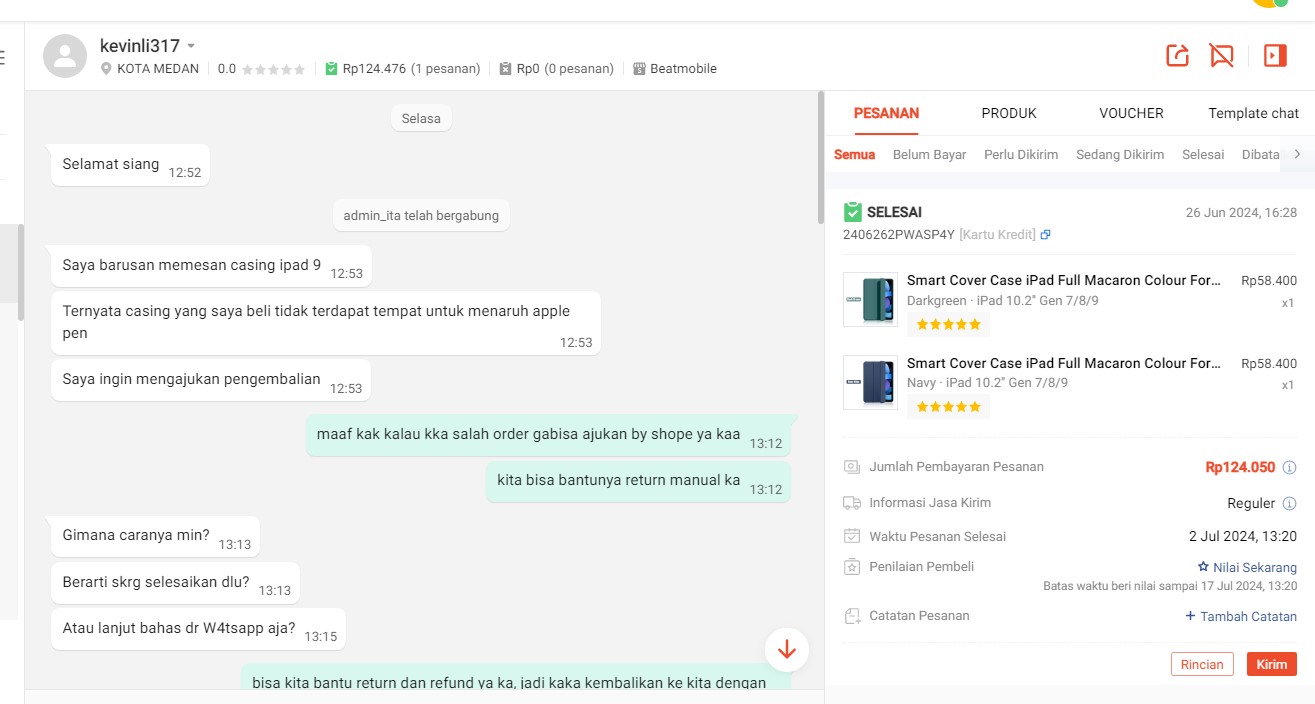 kevinli317
KOTA MEDAN 0.0 Rp124.476 (1 pesanan) Rp0 (0 pesanan) Beatmobile
Selasa
Selamat siang 12:52
admin_ita telah bergabung
Saya barusan memesan casing ipad 9 12:53
Ternyata casing yang saya beli tidak terdapat tempat untuk menaruh apple
pen
12:53
Saya ingin mengajukan pengembalian 12:53
maaf kak kalau kka salah order gabisa ajukan by shope ya kaa 13:12
kita bisa bantunya return manual ka 13:12
Gimana caranya min? 13:13
Berarti skrg selesaikan dlu? 13:13
Atau lanjut bahas dr W4tsapp aja? 13:15
bisa kita bantu return dan refund ya ka, jadi kaka kembalikan ke kita dengan
PESANAN PRODUK VOUCHER Template chat
Semua Belum Bayar Perlu Dikirim Sedang Dikirim Selesai Dibata
SELESAI 26 Jun 2024, 16:28
2406262PWASP4Y [Kartu Kredit]
Smart Cover Case iPad Full Macaron Colour For... Rp58.400
Darkgreen · iPad 10.2" Gen 7/8/9 x1
Smart Cover Case iPad Full Macaron Colour For... Rp58.400
Navy · iPad 10.2" Gen 7/8/9 x1
Jumlah Pembayaran Pesanan Rp124.050
Informasi Jasa Kirim Reguler
Waktu Pesanan Selesai 2 Jul 2024, 13:20
Penilaian Pembeli Nilai Sekarang
Batas waktu beri nilai sampai 17 Jul 2024, 13:20
Catatan Pesanan + Tambah Catatan
Rincian Kirim